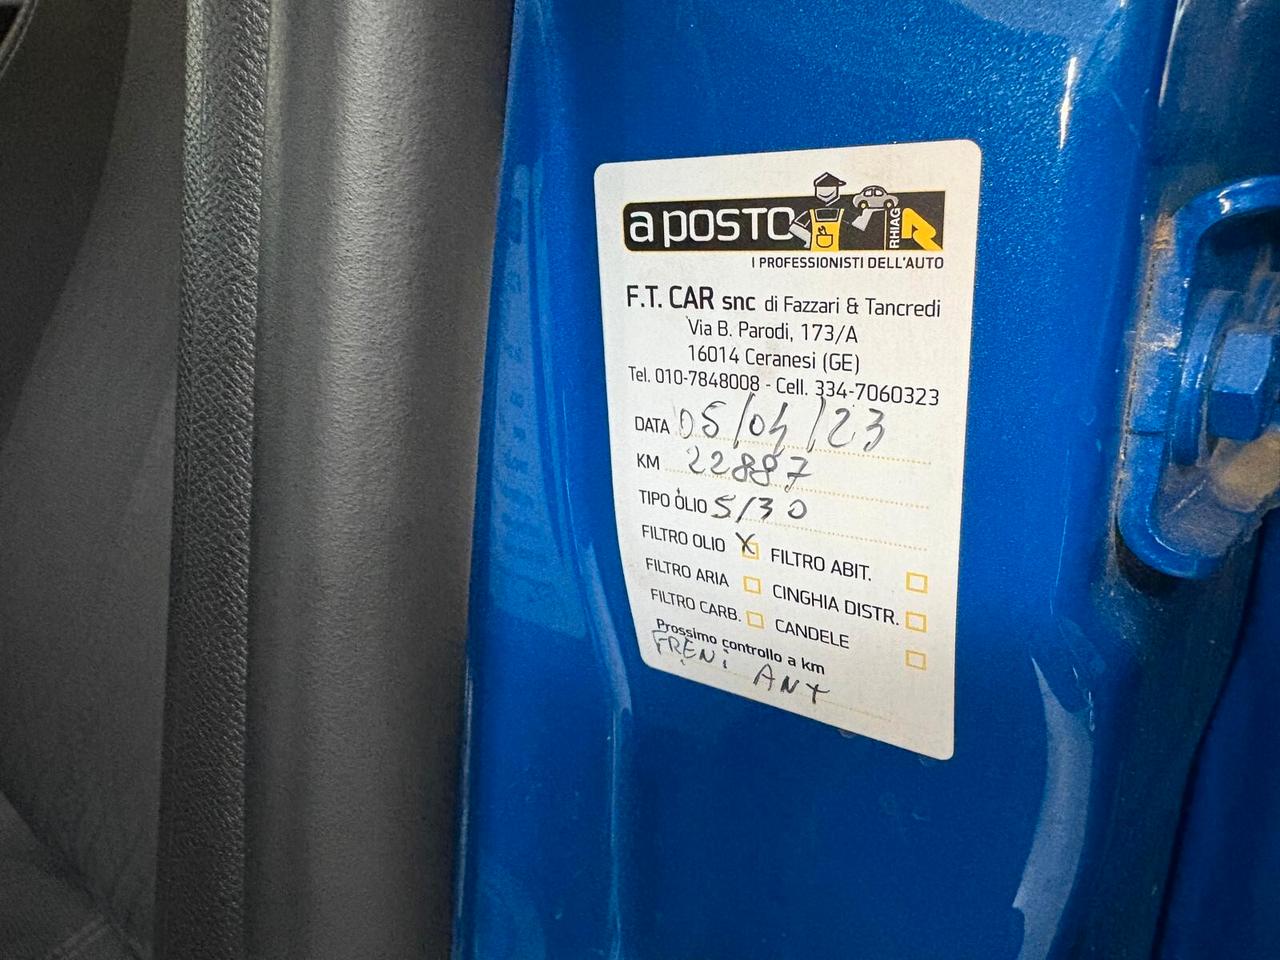 a posto
RHIAG
I PROFESSIONISTI DELL'AUTO
F.T. CAR snc di Fazzari & Tancredi
Via B. Parodi, 173/A
16014 Ceranesi (GE)
Tel. 010-7848008 - Cell. 334-7060323
DATA 05/04/23
KM 22887
TIPO OLIO 5/30
FILTRO OLIO X FILTRO ABIT.
FILTRO ARIA CINGHIA DISTR.
FILTRO CARB. CANDELE
Prossimo controllo a km
FRENI ANT